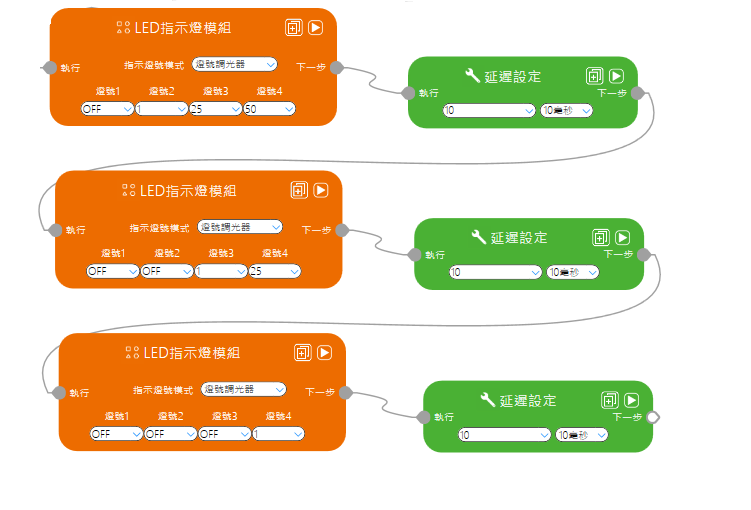 LED指示燈模組
執行
指示燈號模式
燈號調光器
下一步
燈號1 燈號2 燈號3 燈號4
OFF 1 25 50
延遲設定
執行
下一步
10 10毫秒
LED指示燈模組
執行
指示燈號模式
燈號調光器
下一步
燈號1 燈號2 燈號3 燈號4
OFF OFF 1 25
延遲設定
執行
下一步
10 10毫秒
LED指示燈模組
執行
指示燈號模式
燈號調光器
下一步
燈號1 燈號2 燈號3 燈號4
OFF OFF OFF 1
延遲設定
執行
下一步
10 10毫秒